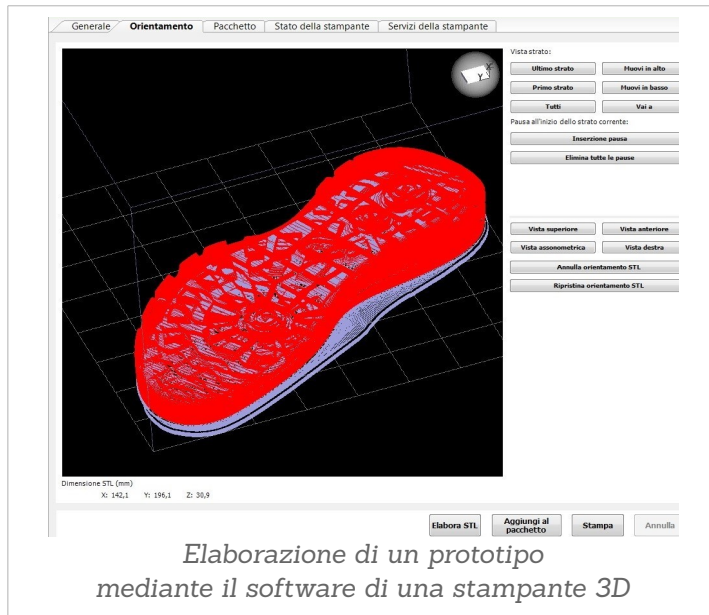 Generale Orientamento Pacchetto Stato della stampante Servizi della stampante
Vista strato:
Ultimo strato Muovi in alto
Primo strato Muovi in basso
Tutti Vai a
Pausa all'inizio dello strato corrente:
Inserzione pausa
Elimina tutte le pause
Vista superiore Vista anteriore
Vista assonometrica Vista destra
Annulla orientamento STL
Ripristina orientamento STL
X
Y
Dimensione STL (mm)
X: 142,1 Y: 196,1 Z: 30,9
Elabora STL Aggiungi al pacchetto Stampa Annulla
Elaborazione di un prototipo
mediante il software di una stampante 3D